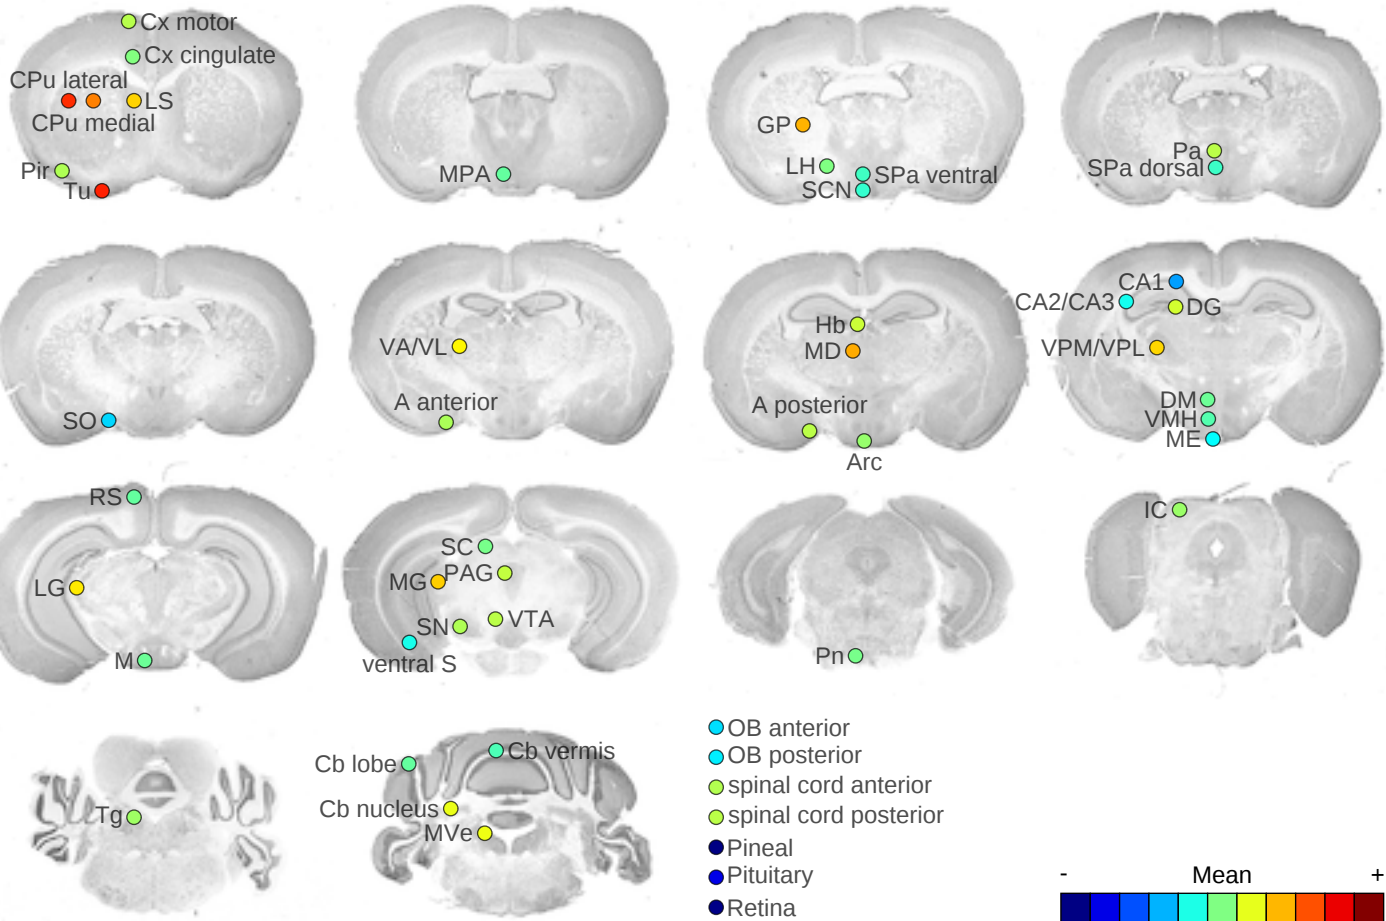 Cx motor
Cx cingulate
CPu lateral
LS
CPu medial
Pir
Tu
MPA
GP
LH
SPa ventral
SCN
Pa
SPa dorsal
SO
VA/VL
A anterior
Hb
MD
A posterior
Arc
CA1
CA2/CA3
DG
VPM/VPL
DM
VMH
ME
RS
LG
M
SC
MG
PAG
SN
VTA
ventral S
Pn
IC
Tg
Cb lobe
Cb vermis
Cb nucleus
MVe
OB anterior
OB posterior
spinal cord anterior
spinal cord posterior
Pineal
Pituitary
Retina
- Mean +